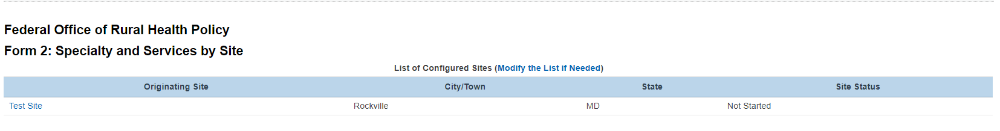 Federal Office of Rural Health Policy
Form 2: Specialty and Services by Site
List of Configured Sites (Modify the List if Needed)
Originating Site City/Town State Site Status
Test Site Rockville MD Not Started